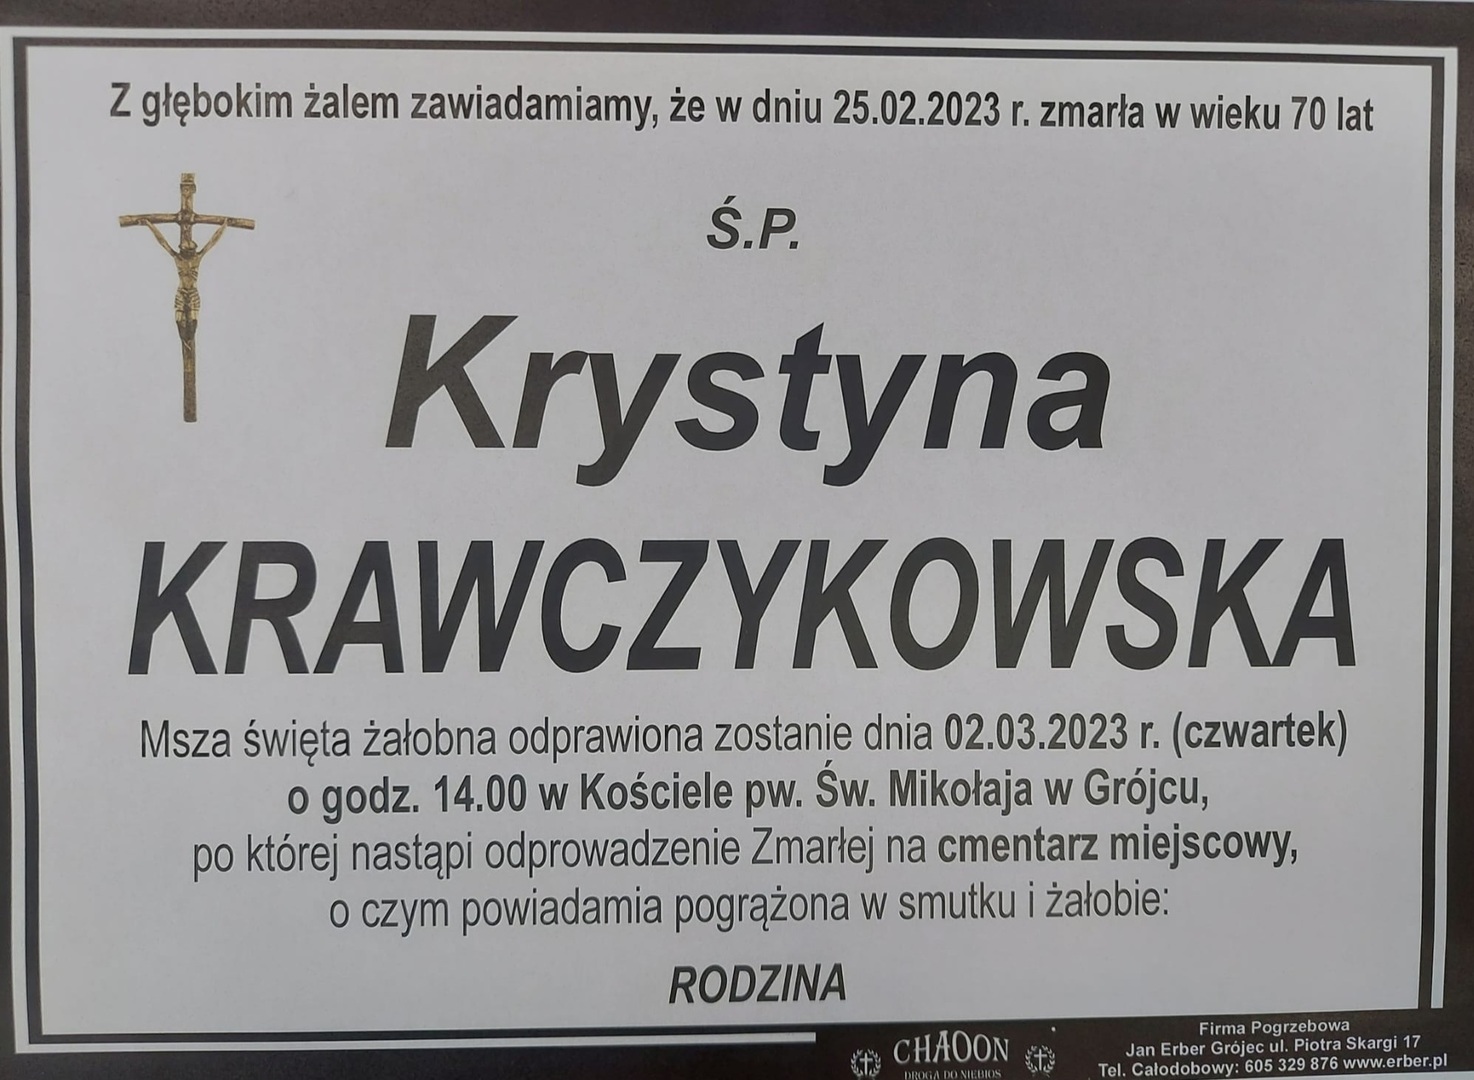 Z głębokim żalem zawiadamiamy, że w dniu 25.02.2023 r. zmarła w wieku 70 lat
Ś.P.
Krystyna
KRAWCZYKOWSKA
Msza święta żałobna odprawiona zostanie dnia 02.03.2023 r. (czwartek)
o godz. 14.00 w Kościele pw. Św. Mikołaja w Grójcu,
po której nastąpi odprowadzenie Zmarłej na cmentarz miejscowy,
o czym powiadamia pogrążona w smutku i żałobie:
RODZINA
CHAOON
DROGA DO NIEBIOS
Firma Pogrzebowa
Jan Erber Grójec ul. Piotra Skargi 17
Tel. Całodobowy: 605 329 876 www.erber.pl